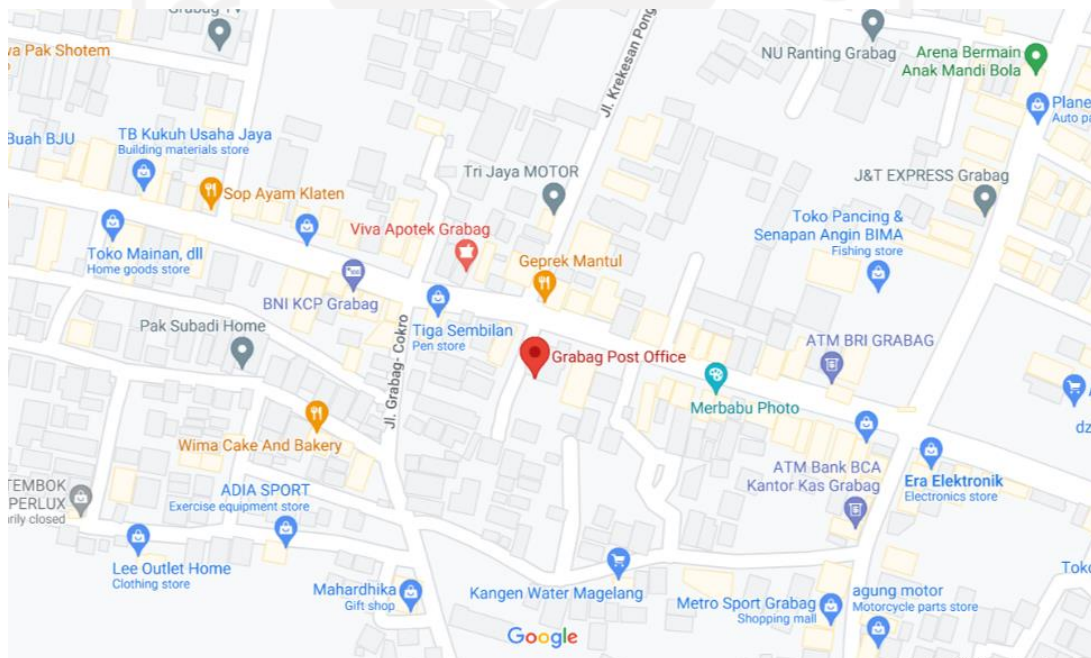 Grabag TV
va Pak Shotem
Jl. Krekesan Pong
NU Ranting Grabag
Arena Bermain
Anak Mandi Bola
Plane
Auto pa
Buah BJU
TB Kukuh Usaha Jaya
Building materials store
Sop Ayam Klaten
Tri Jaya MOTOR
J&T EXPRESS Grabag
Toko Pancing &
Senapan Angin BIMA
Fishing store
Viva Apotek Grabag
Toko Mainan, dll
Home goods store
Geprek Mantul
BNI KCP Grabag
Tiga Sembilan
Pen store
Pak Subadi Home
Jl. Grabag- Cokro
Grabag Post Office
ATM BRI GRABAG
Merbabu Photo
dz
Wima Cake And Bakery
ATM Bank BCA
Kantor Kas Grabag
Era Elektronik
Electronics store
TEMBOK
PERLUX
arily closed
ADIA SPORT
Exercise equipment store
Lee Outlet Home
Clothing store
Mahardhika
Gift shop
Kangen Water Magelang
Metro Sport Grabag
Shopping mall
agung motor
Motorcycle parts store
Toko
Google